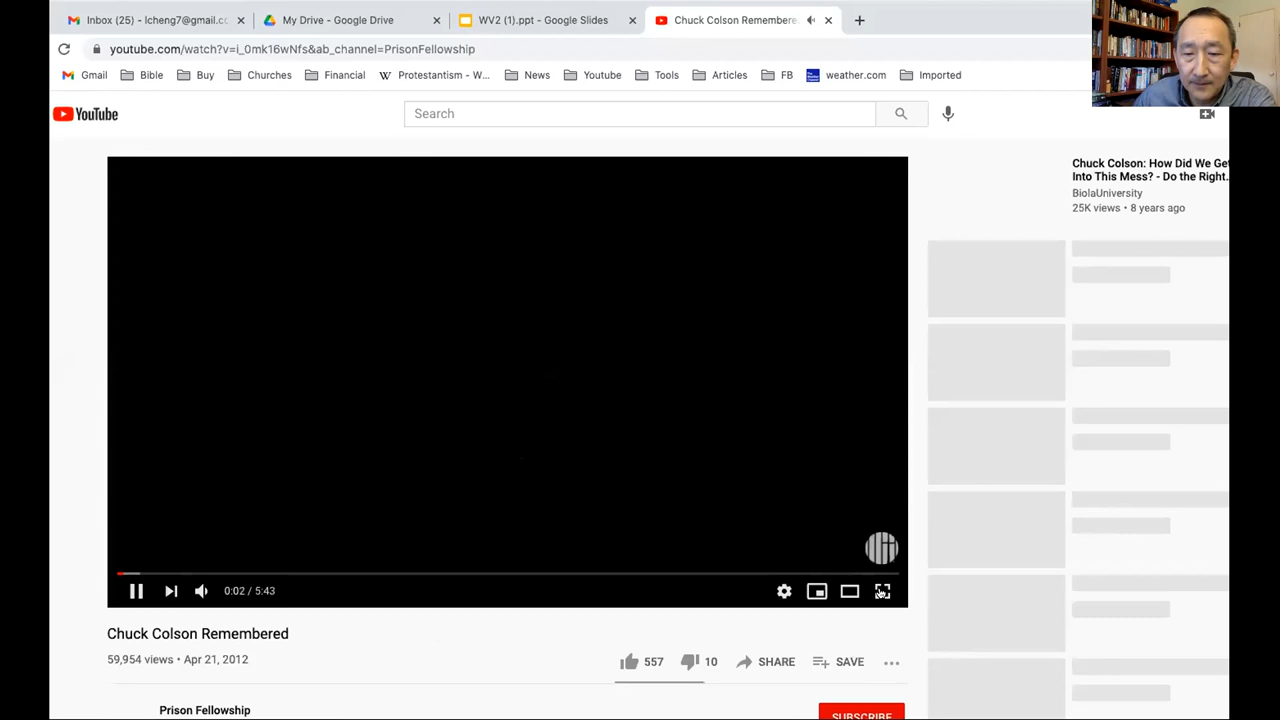 Inbox (25) - lcheng7@gmail.cc
My Drive - Google Drive
WV2 (1).ppt - Google Slides
Chuck Colson Remembered
youtube.com/watch?v=i_0mk16wNfs&ab_channel=PrisonFellowship
Gmail Bible Buy Churches Financial Protestantism - W... News Youtube Tools Articles FB weather.com Imported
YouTube
Search
Chuck Colson: How Did We Get
Into This Mess? - Do the Right...
BiolaUniversity
25K views • 8 years ago
0:02 / 5:43
Chuck Colson Remembered
59,954 views • Apr 21, 2012
557 10 SHARE SAVE
Prison Fellowship
SUBSCRIBE